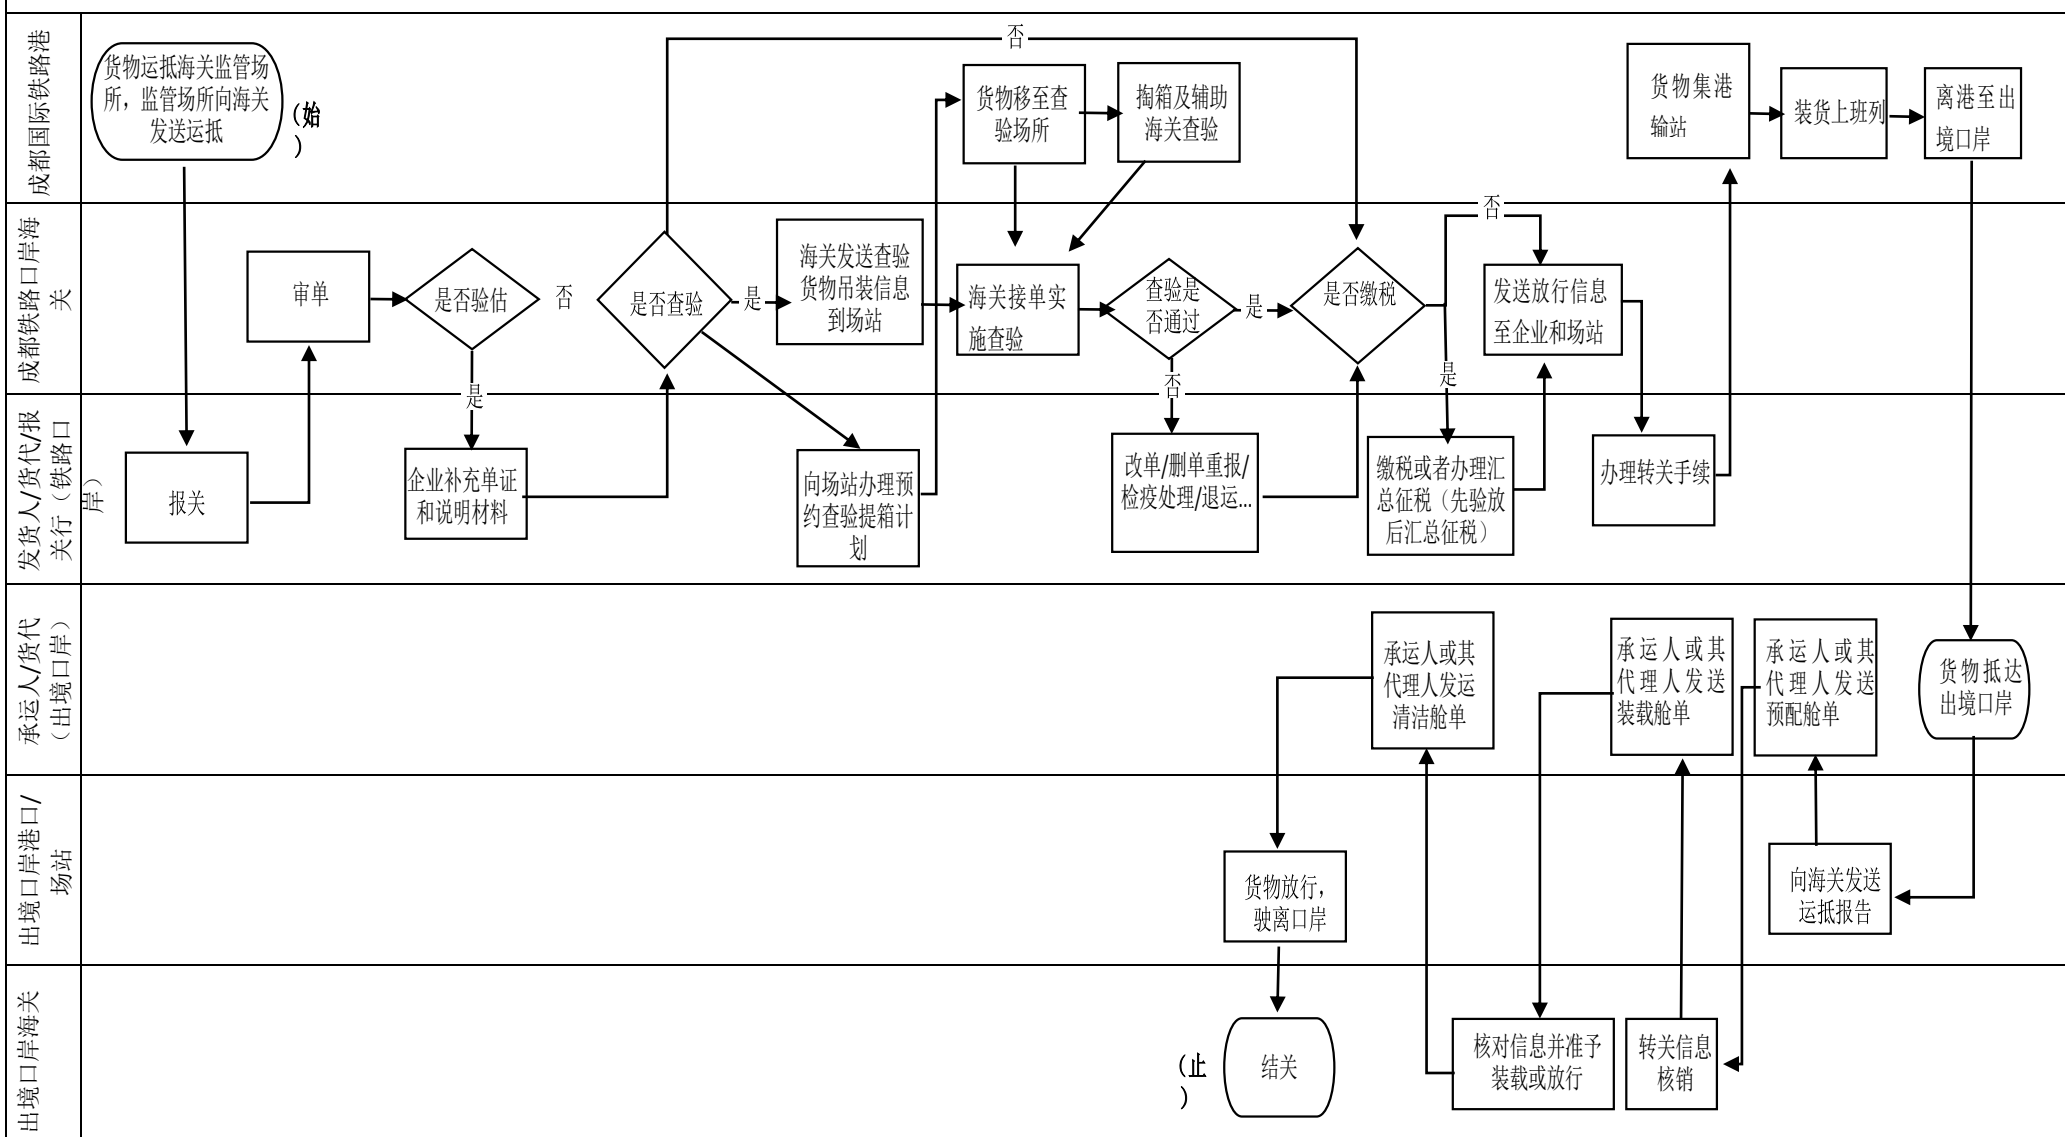 成都国际铁路港
货物运抵海关监管场
所，监管场所向海关
发送运抵
(始
)
否
货物移至查
验场所
掏箱及辅助
海关查验
货物集港
输站
装货上班列
离港至出
境口岸
成都铁路口岸海
关
审单
是否验估
否
是否查验
是
海关发送查验
货物吊装信息
到场站
海关接单实
施查验
查验是
否通过
是
是否缴税
否
发送放行信息
至企业和场站
是
否
是
发货人/货代/报
关行（铁路口
岸）
报关
企业补充单证
和说明材料
向场站办理预
约查验提箱计
划
改单/删单重报/
检疫处理/退运...
缴税或者办理汇
总征税（先验放
后汇总征税）
办理转关手续
承运人/货代
（出境口岸）
承运人或其
代理人发运
清洁舱单
承运人或其
代理人发送
装载舱单
承运人或其
代理人发送
预配舱单
货物抵达
出境口岸
出境口岸港口/
场站
货物放行，
驶离口岸
向海关发送
运抵报告
出境口岸海关
(止
)
结关
核对信息并准予
装载或放行
转关信息
核销